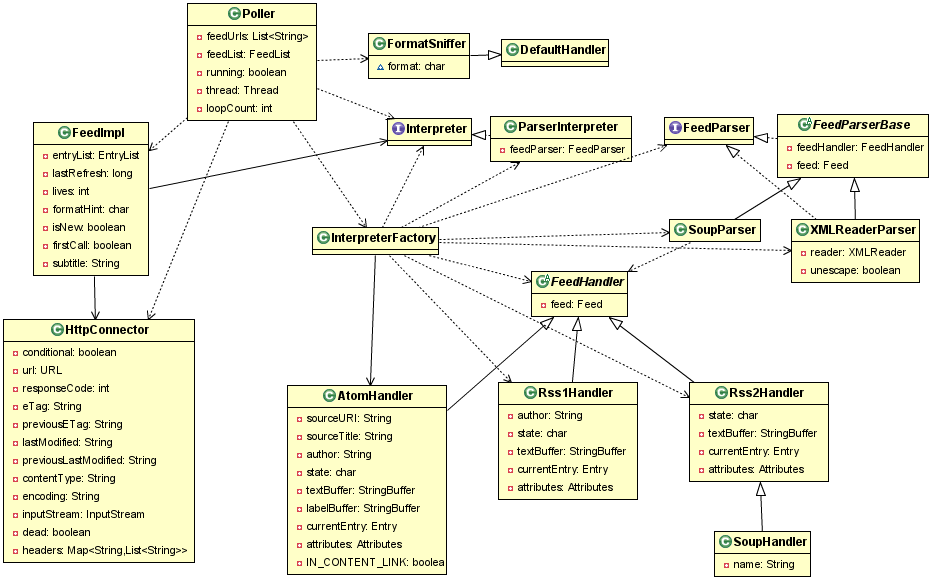 Poller
feedUrls: List<String>
feedList: FeedList
running: boolean
thread: Thread
loopCount: int
FormatSniffer
format: char
DefaultHandler
FeedImpl
entryList: EntryList
lastRefresh: long
lives: int
formatHint: char
isNew: boolean
firstCall: boolean
subtitle: String
Interpreter
ParserInterpreter
feedParser: FeedParser
FeedParser
FeedParserBase
feedHandler: FeedHandler
feed: Feed
InterpreterFactory
SoupParser
XMLReaderParser
reader: XMLReader
unescape: boolean
FeedHandler
feed: Feed
HttpConnector
conditional: boolean
url: URL
responseCode: int
eTag: String
previousETag: String
lastModified: String
previousLastModified: String
contentType: String
encoding: String
inputStream: InputStream
dead: boolean
headers: Map<String,List<String>>
AtomHandler
sourceURI: String
sourceTitle: String
author: String
state: char
textBuffer: StringBuffer
labelBuffer: StringBuffer
currentEntry: Entry
attributes: Attributes
IN_CONTENT_LINK: boolea
Rss1Handler
author: String
state: char
textBuffer: StringBuffer
currentEntry: Entry
attributes: Attributes
Rss2Handler
state: char
textBuffer: StringBuffer
currentEntry: Entry
attributes: Attributes
SoupHandler
name: String